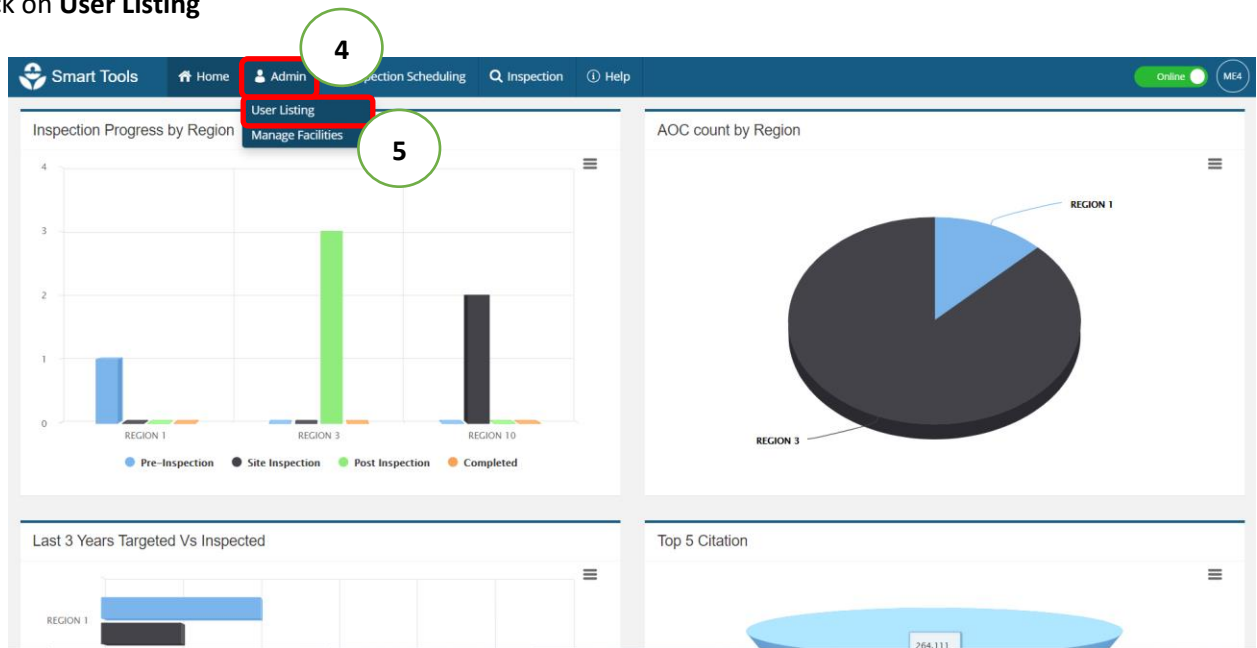 on User Listing
4
Smart Tools Home Admin Scheduling Inspection Help Online ME4
User Listing
Manage Facilities
5
Inspection Progress by Region
4
3
2
1
0
REGION 1 REGION 3 REGION 10
Pre-Inspection Site Inspection Post Inspection Completed
AOC count by Region
REGION 1
REGION 3
Last 3 Years Targeted Vs Inspected
REGION 1
Top 5 Citation
264.111